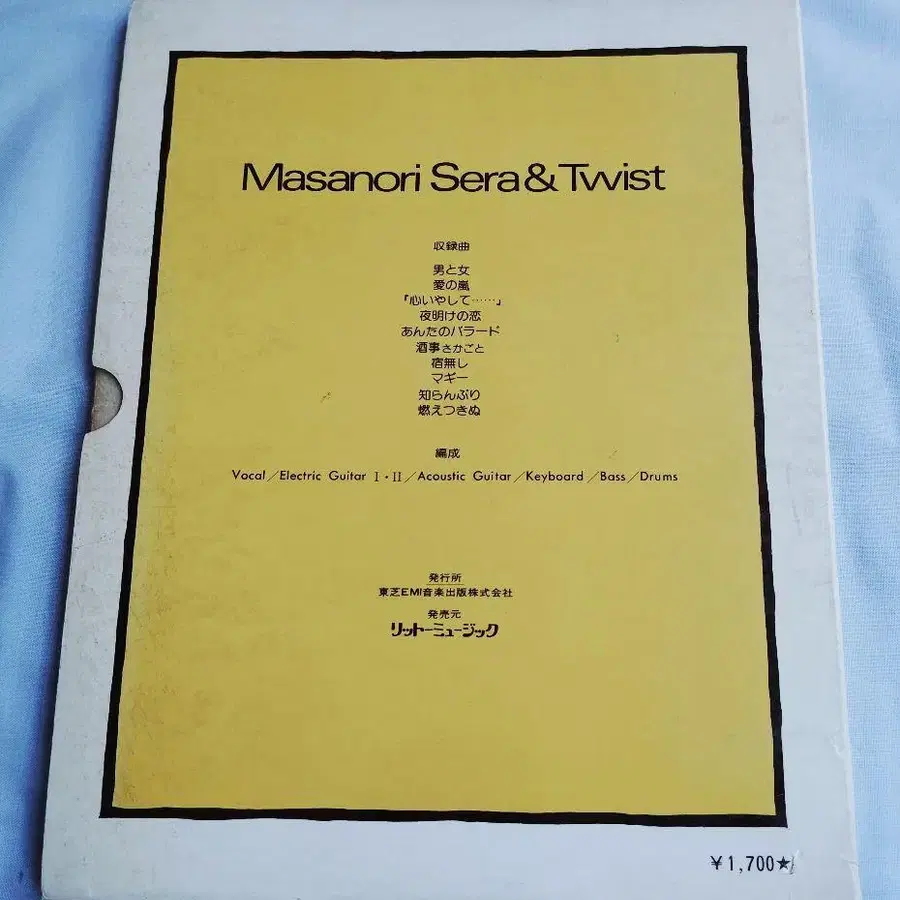 Masanori Sera & Twist
収録曲
男と女
愛の嵐
「心いやして……」
夜明けの恋
あんたのバラード
酒事さかごと
宿無し
マギー
知らんぷり
燃えつきぬ
編成
Vocal／Electric Guitar I・II／Acoustic Guitar／Keyboard／Bass／Drums
発行所
東芝EMI音楽出版株式会社
発売元
リットーミュージック
¥1,700★